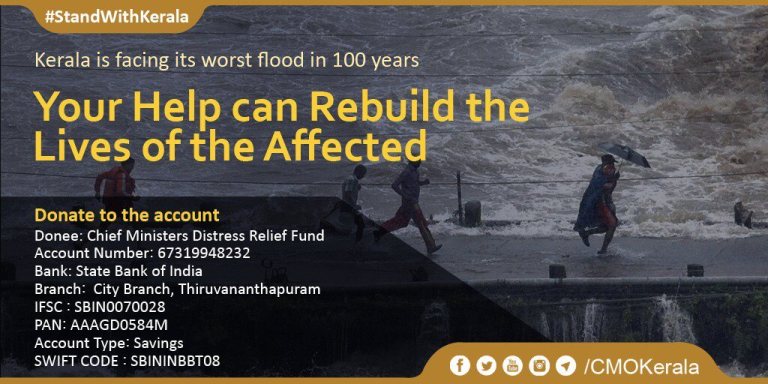 #StandWithKerala
Kerala is facing its worst flood in 100 years
Your Help can Rebuild the
Lives of the Affected
Donate to the account
Donee: Chief Ministers Distress Relief Fund
Account Number: 67319948232
Bank: State Bank of India
Branch: City Branch, Thiruvananthapuram
IFSC : SBIN0070028
PAN: AAAGD0584M
Account Type: Savings
SWIFT CODE : SBININBBT08
/CMOKerala